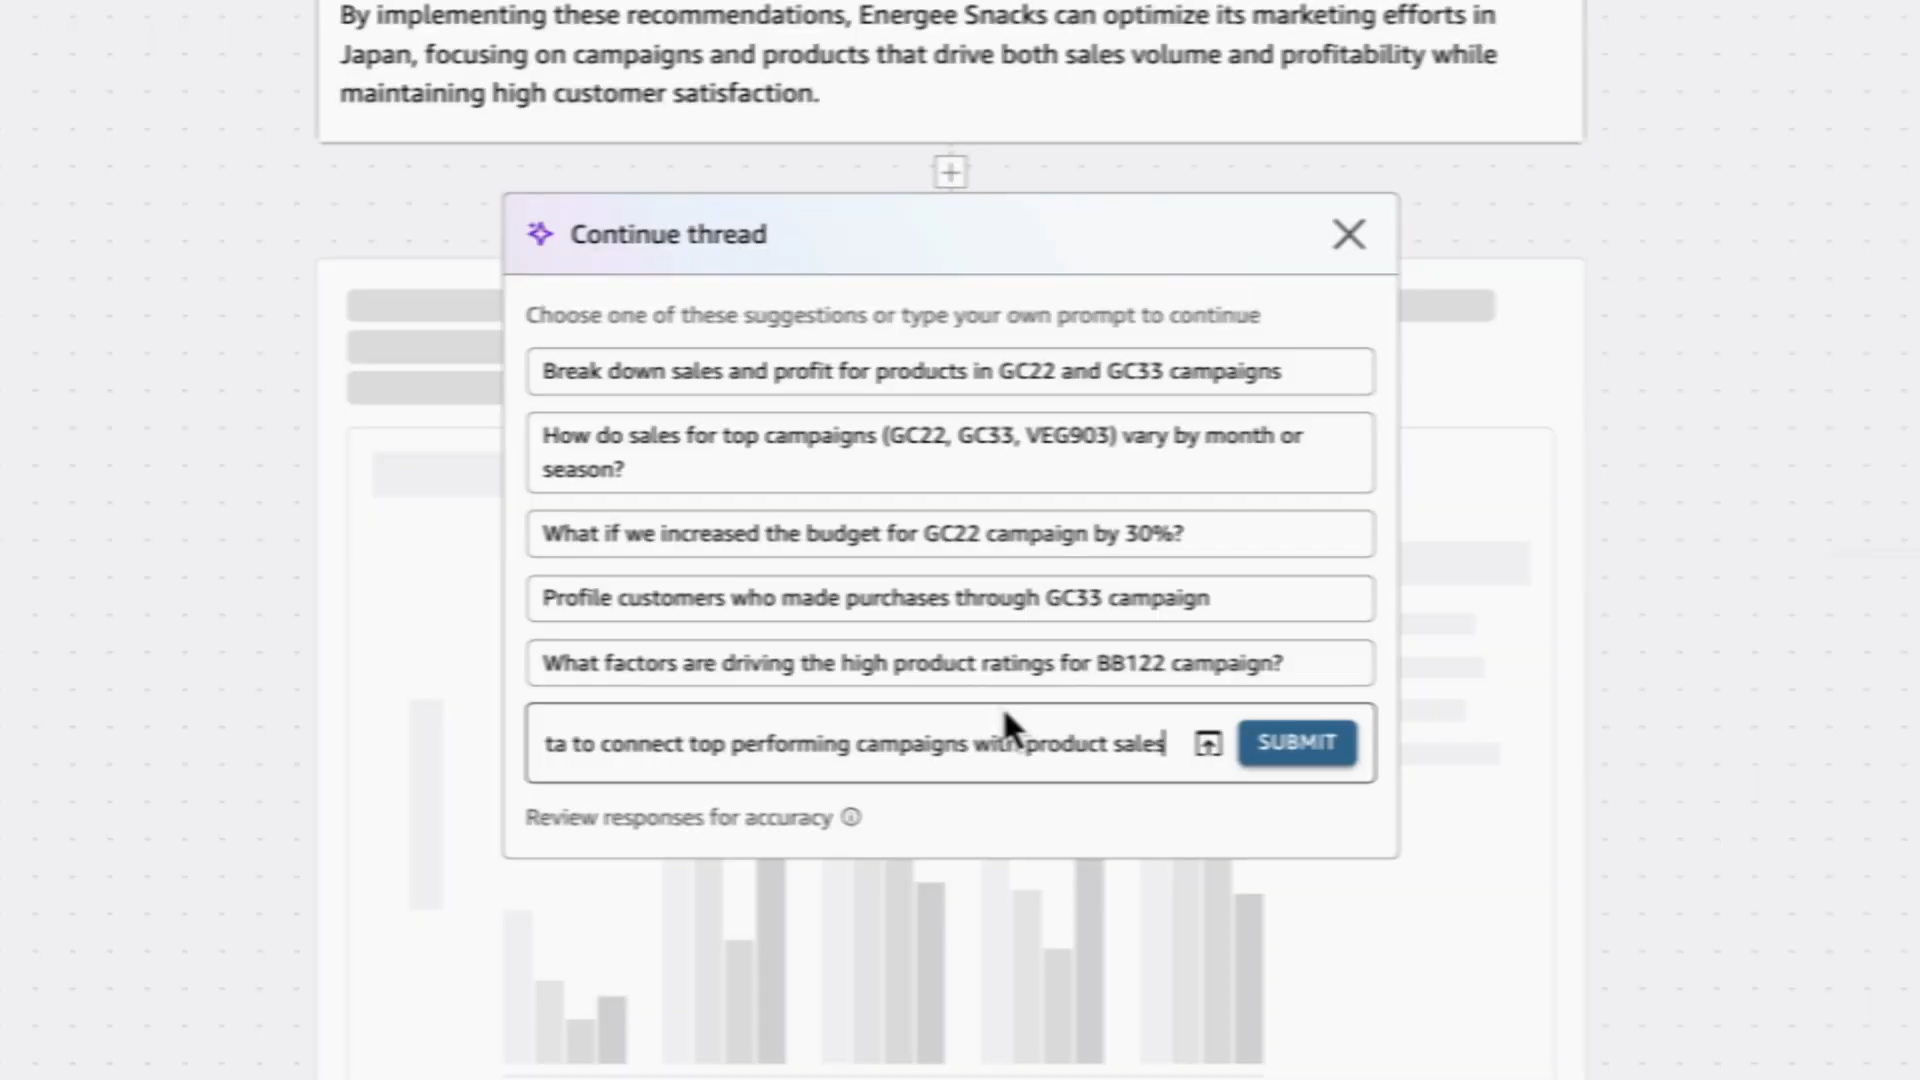 By implementing these recommendations, Energee Snacks can optimize its marketing efforts in
Japan, focusing on campaigns and products that drive both sales volume and profitability while
maintaining high customer satisfaction.
Continue thread
Choose one of these suggestions or type your own prompt to continue
Break down sales and profit for products in GC22 and GC33 campaigns
How do sales for top campaigns (GC22, GC33, VEG903) vary by month or
season?
What if we increased the budget for GC22 campaign by 30%?
Profile customers who made purchases through GC33 campaign
What factors are driving the high product ratings for BB122 campaign?
ta to connect top performing campaigns with product sales
SUBMIT
Review responses for accuracy